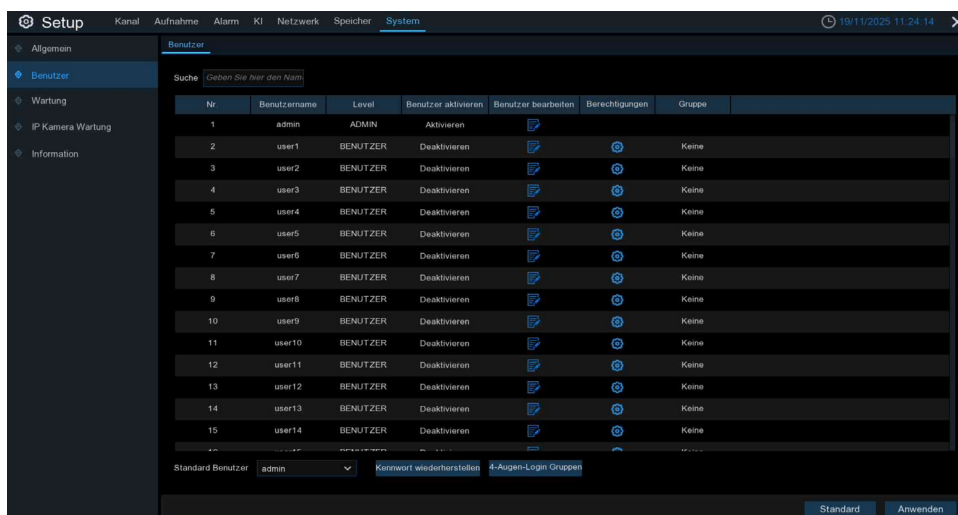 Setup Kanal Aufnahme Alarm KI Netzwerk Speicher System 19/11/2025 11:24:14
Allgemein
Benutzer
Wartung
IP Kamera Wartung
Information
Benutzer
Suche Geben Sie hier den Nam
Nr. Benutzername Level Benutzer aktivieren Benutzer bearbeiten Berechtigungen Gruppe
1 admin ADMIN Aktivieren
2 user1 BENUTZER Deaktivieren Keine
3 user2 BENUTZER Deaktivieren Keine
4 user3 BENUTZER Deaktivieren Keine
5 user4 BENUTZER Deaktivieren Keine
6 user5 BENUTZER Deaktivieren Keine
7 user6 BENUTZER Deaktivieren Keine
8 user7 BENUTZER Deaktivieren Keine
9 user8 BENUTZER Deaktivieren Keine
10 user9 BENUTZER Deaktivieren Keine
11 user10 BENUTZER Deaktivieren Keine
12 user11 BENUTZER Deaktivieren Keine
13 user12 BENUTZER Deaktivieren Keine
14 user13 BENUTZER Deaktivieren Keine
15 user14 BENUTZER Deaktivieren Keine
Standard Benutzer admin Kennwort wiederherstellen 4-Augen-Login Gruppen
Standard Anwenden